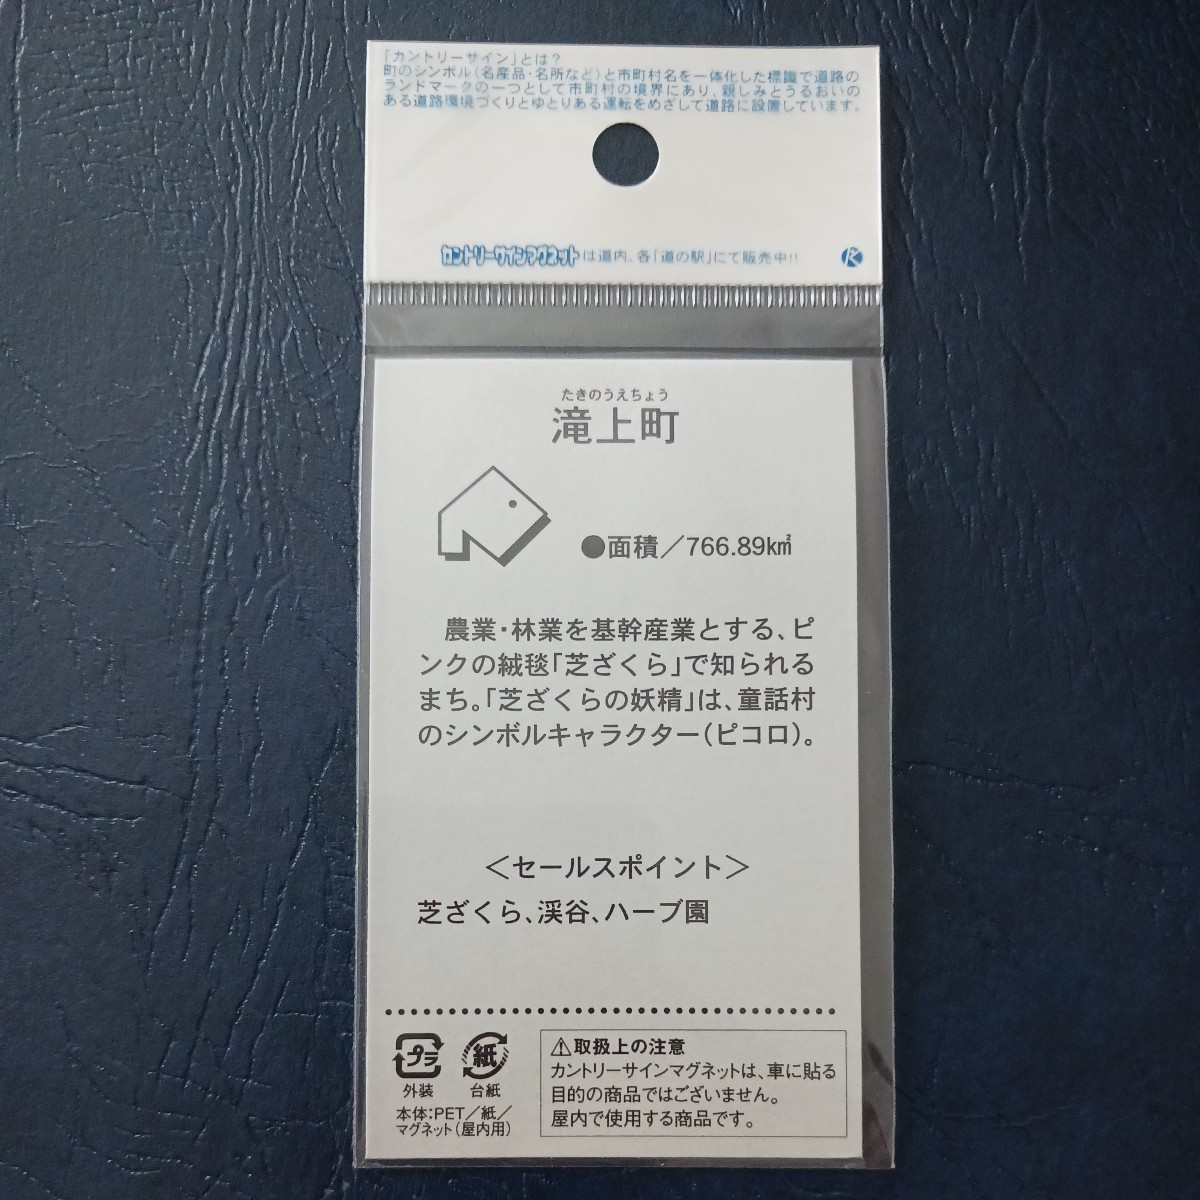 「カントリーサイン」とは？
町のシンボル（名産品・名所など）と市町村名を一体化した標識で道路の
ランドマークの一つとして市町村の境界にあり、親しみとうるおいの
ある道路環境づくりとゆとりある運転をめざして道路に設置しています。
カントリーサインマグネットは道内、各「道の駅」にて販売中!!
K
たきのうえちょう
滝上町
●面積／766.89k㎡
農業・林業を基幹産業とする、ピ
ンクの絨毯「芝ざくら」で知られる
まち。「芝ざくらの妖精」は、童話村
のシンボルキャラクター（ピコロ）。
＜セールスポイント＞
芝ざくら、渓谷、ハーブ園
プラ
外装
紙
台紙
本体：PET／紙／
マグネット（屋内用）
⚠取扱上の注意
カントリーサインマグネットは、車に貼る
目的の商品ではございません。
屋内で使用する商品です。